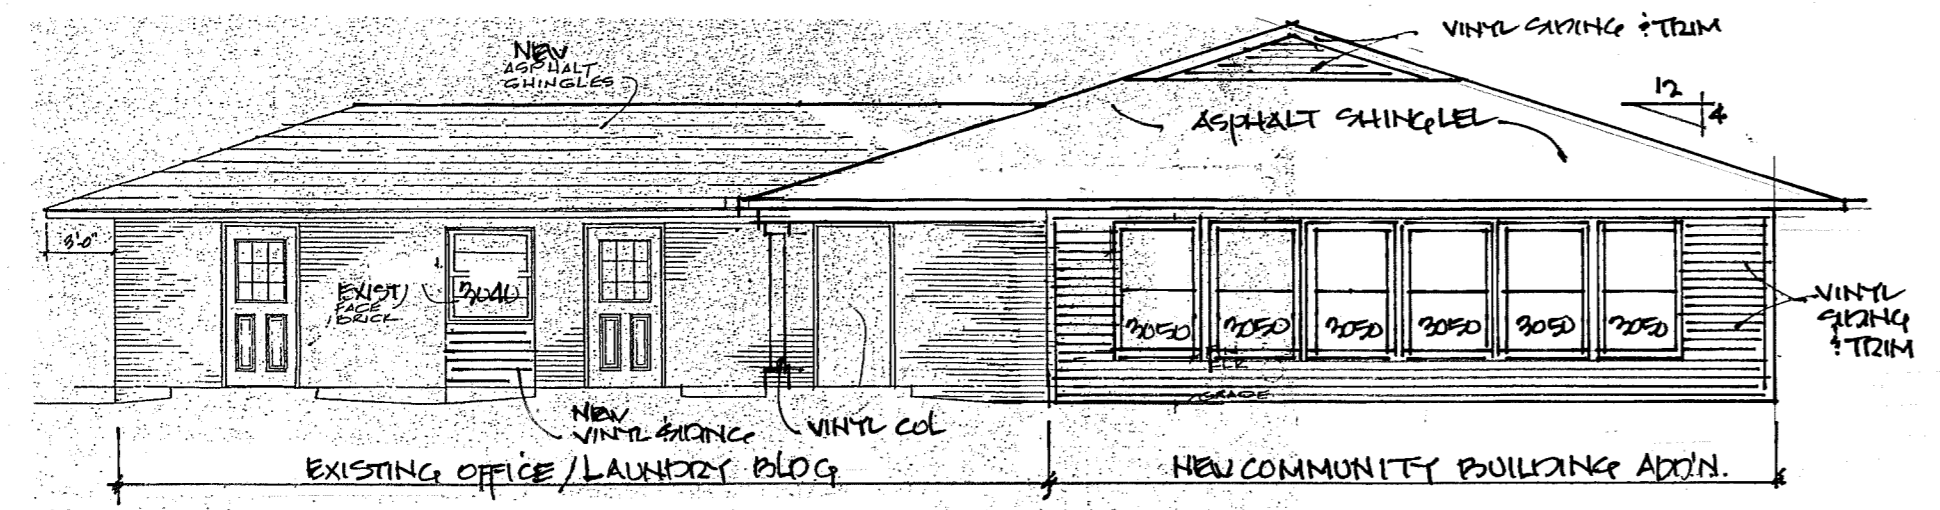 VINYL SIDING & TRIM
NEW
ASPHALT
SHINGLES
12
4
ASPHALT SHINGLES
3'-0"
EXIST/
FACE
BRICK
3040
3050 3050 3050 3050 3050 3050
FIN
FLR
GRADE
VINYL
SIDING
& TRIM
NEW
VINYL SIDING
VINYL COL
EXISTING OFFICE/LAUNDRY BLDG
NEW COMMUNITY BUILDING ADD'N.